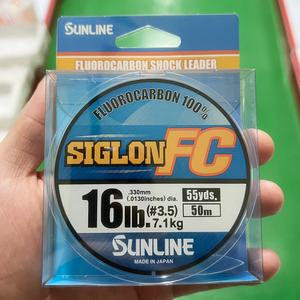 SUNLINE
FLUOROCARBON SHOCK LEADER
FLUOROCARBON 100%
SIGLON FC
.330mm
(.0130inches) dia.
55yds.
50m
16lb.
(#3.5)
7.1kg
SUNLINE
MADE IN JAPAN